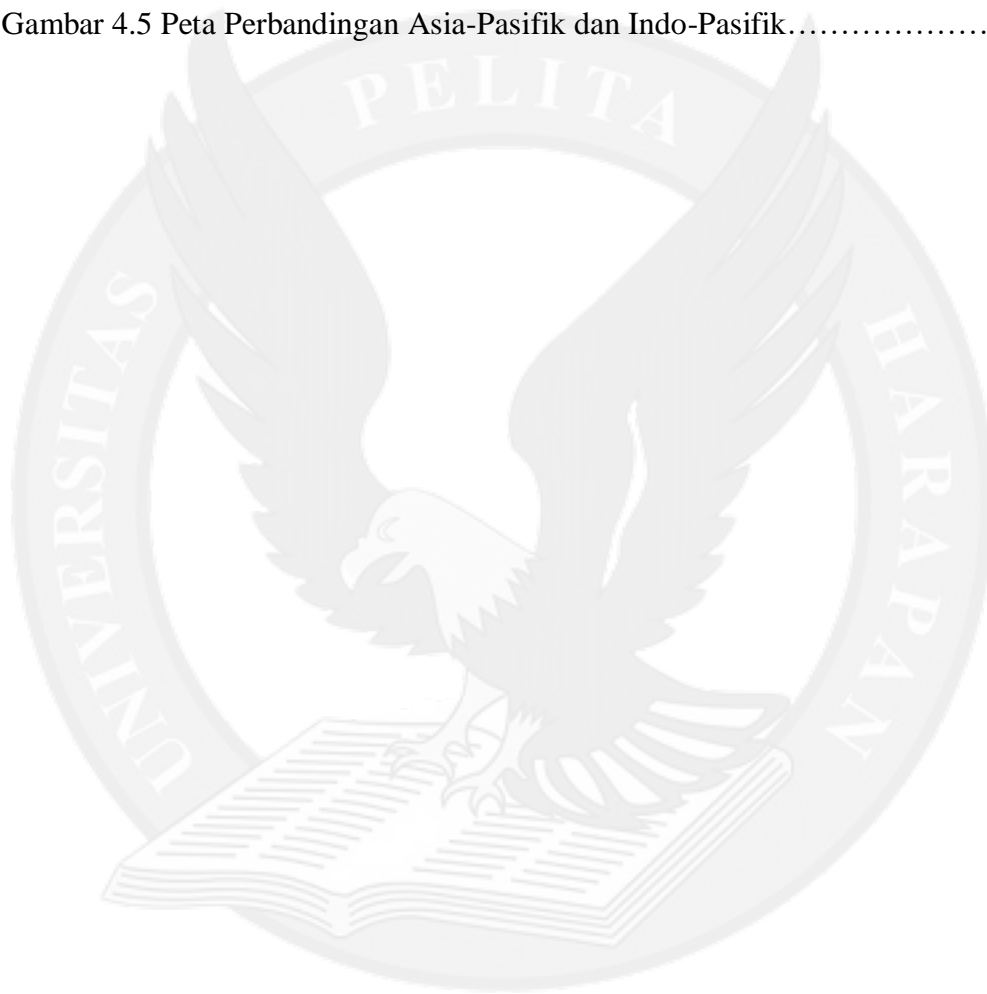 Gambar 4.5 Peta Perbandingan Asia-Pasifik dan Indo-Pasifik...................
UNIVERSITAS PELITA HARAPAN